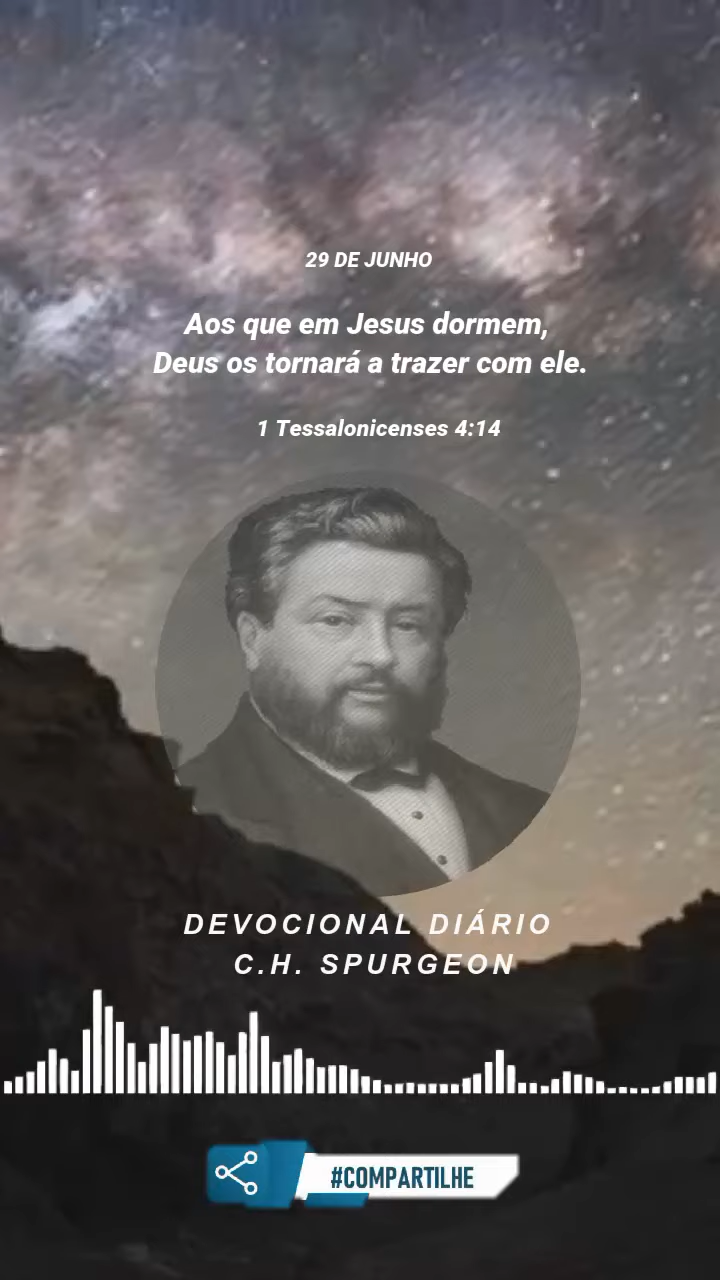 29 DE JUNHO
Aos que em Jesus dormem,
Deus os tornará a trazer com ele.
1 Tessalonicenses 4:14
DEVOCIONAL DIÁRIO
C.H. SPURGEON
#COMPARTILHE